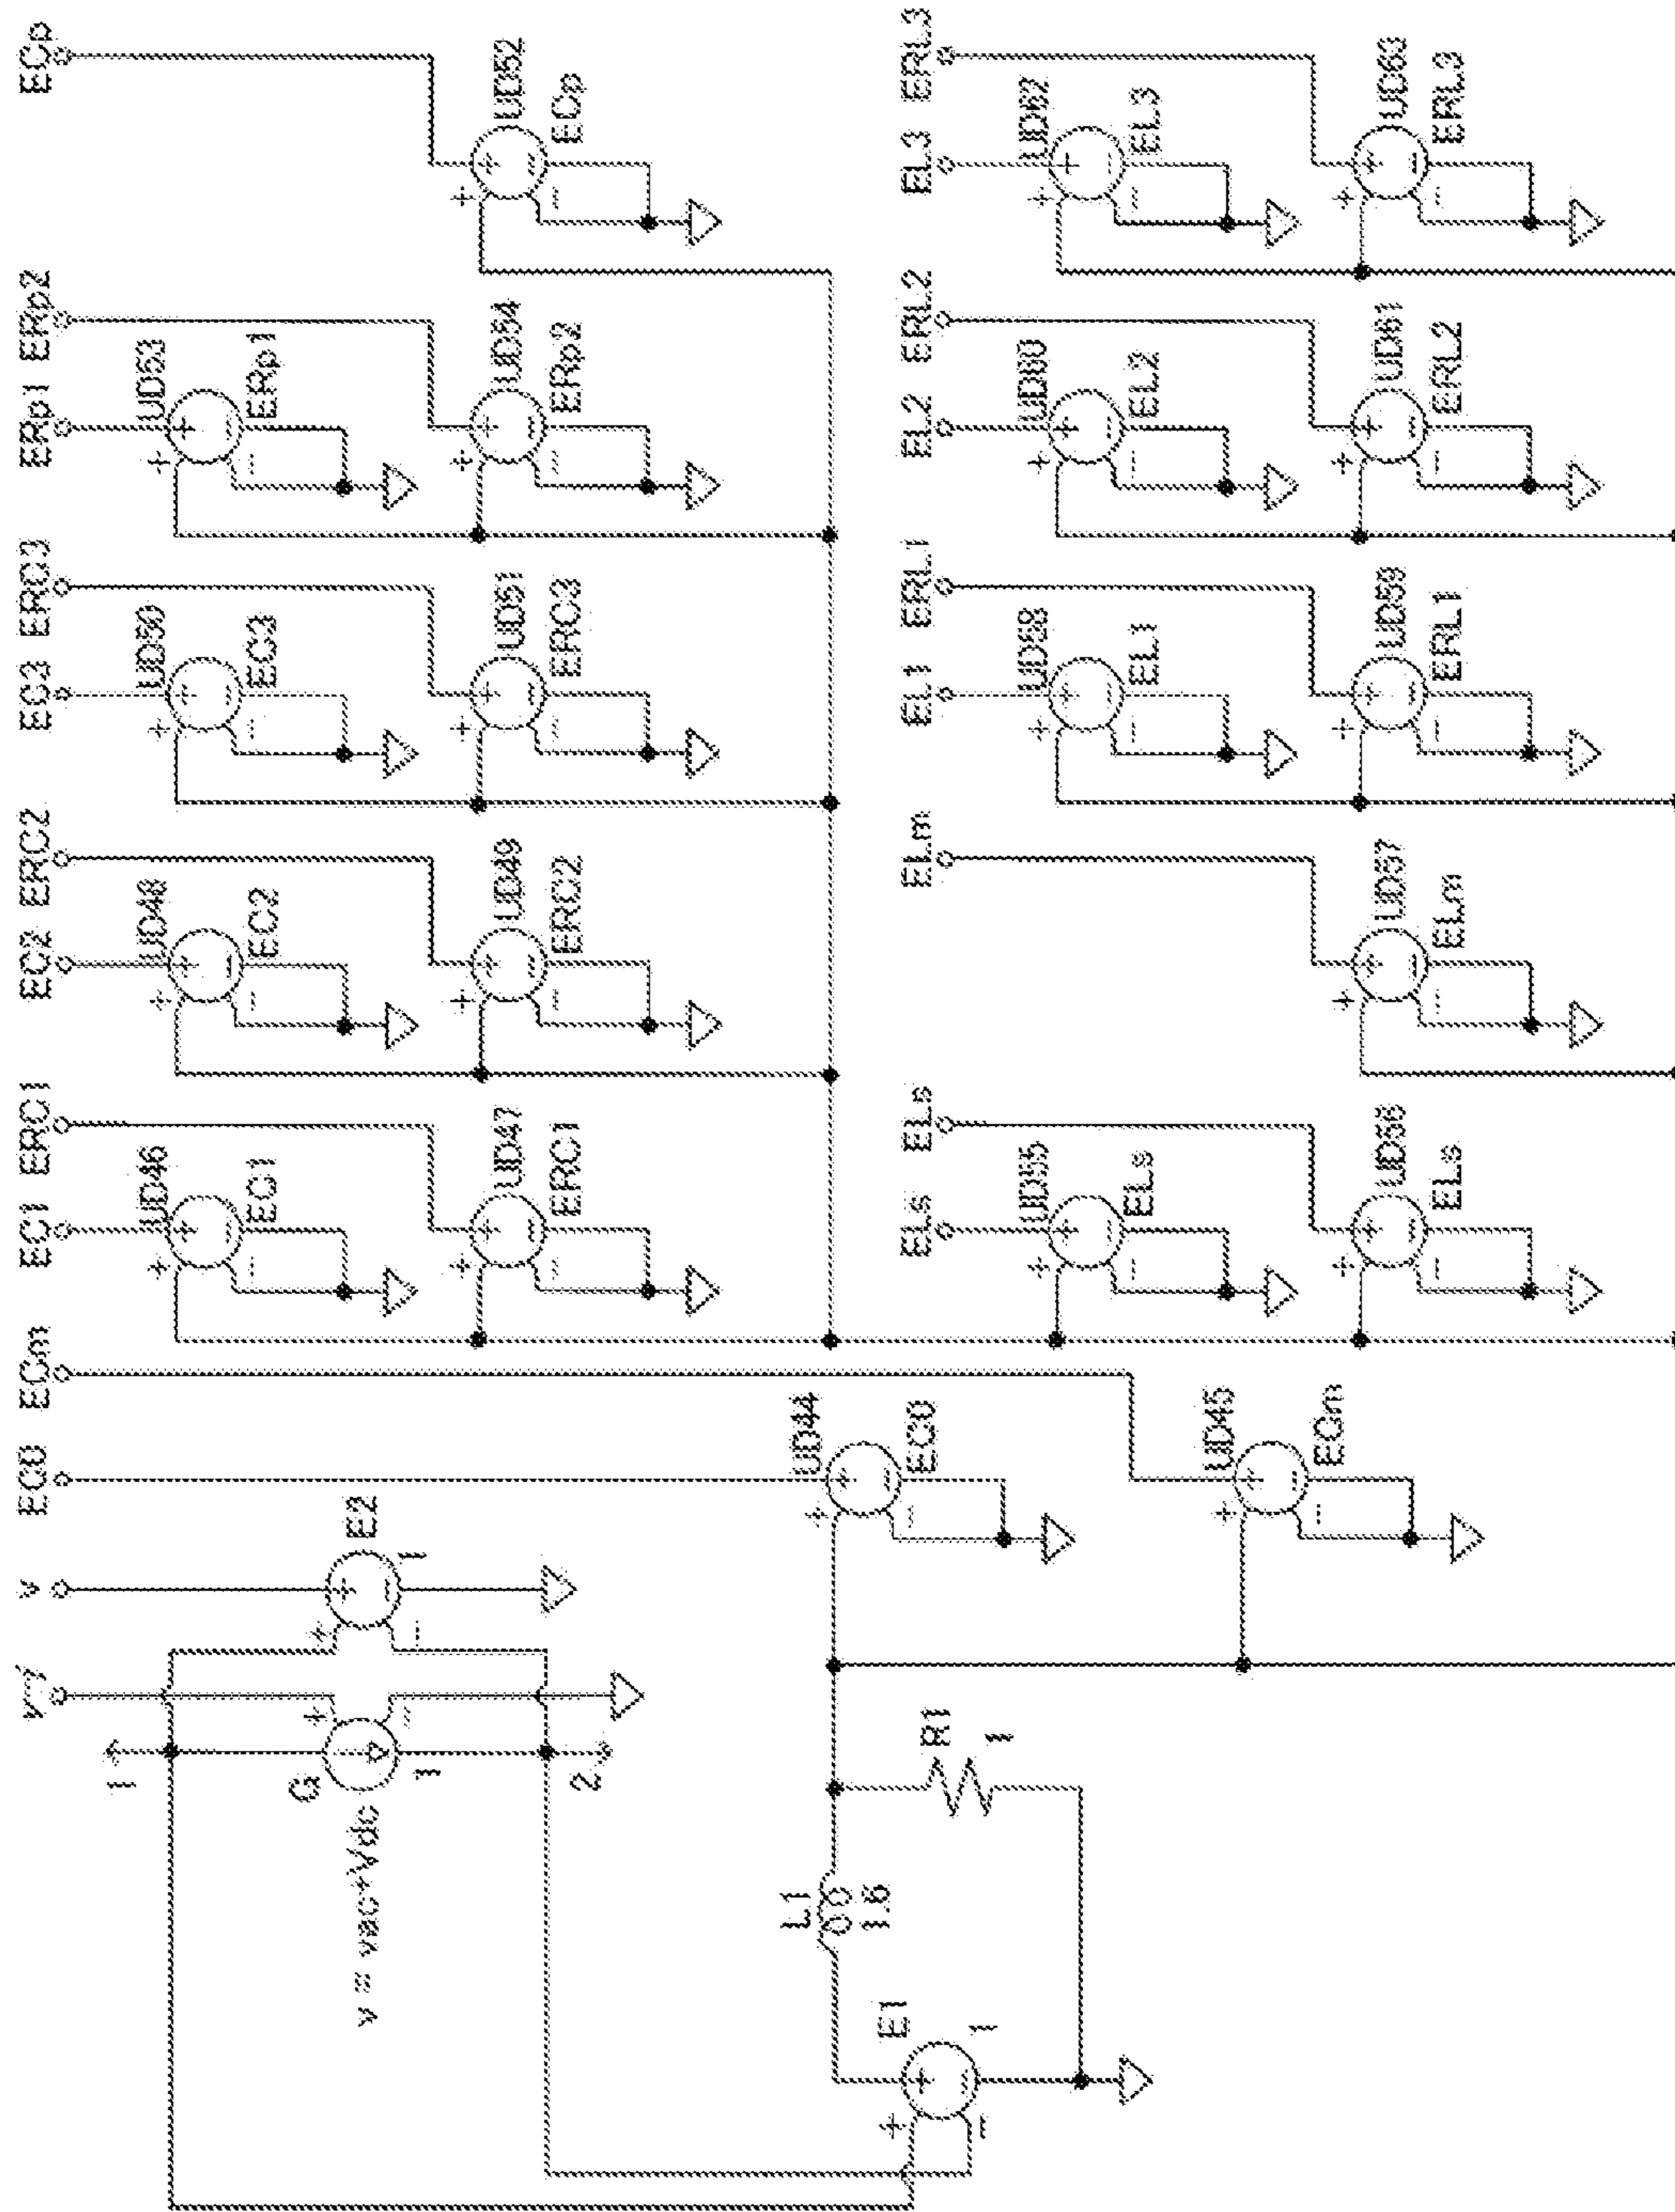 ECp
ERp2
ERp1
ERC3
EC3
ERC2
EC2
ERC1
EC1
ECm
EC0
v
1
UD52
ECp
UD53
ERp1
UD54
ERp2
UD50
EC3
UD51
ERC3
UD48
EC2
UD49
ERC2
UD46
EC1
UD47
ERC1
E2
1
G
1
2
v = vac+Vdc
ERL3
EL3
ERL2
EL2
ERL1
EL1
ELm
ELs
ELs
UD62
EL3
UD63
ERL3
UD60
EL2
UD61
ERL2
UD58
EL1
UD59
ERL1
UD57
ELm
UD55
ELs
UD56
ELs
UD44
EC0
UD45
ECm
R1
1
L1
0 0
1.6
E1
1